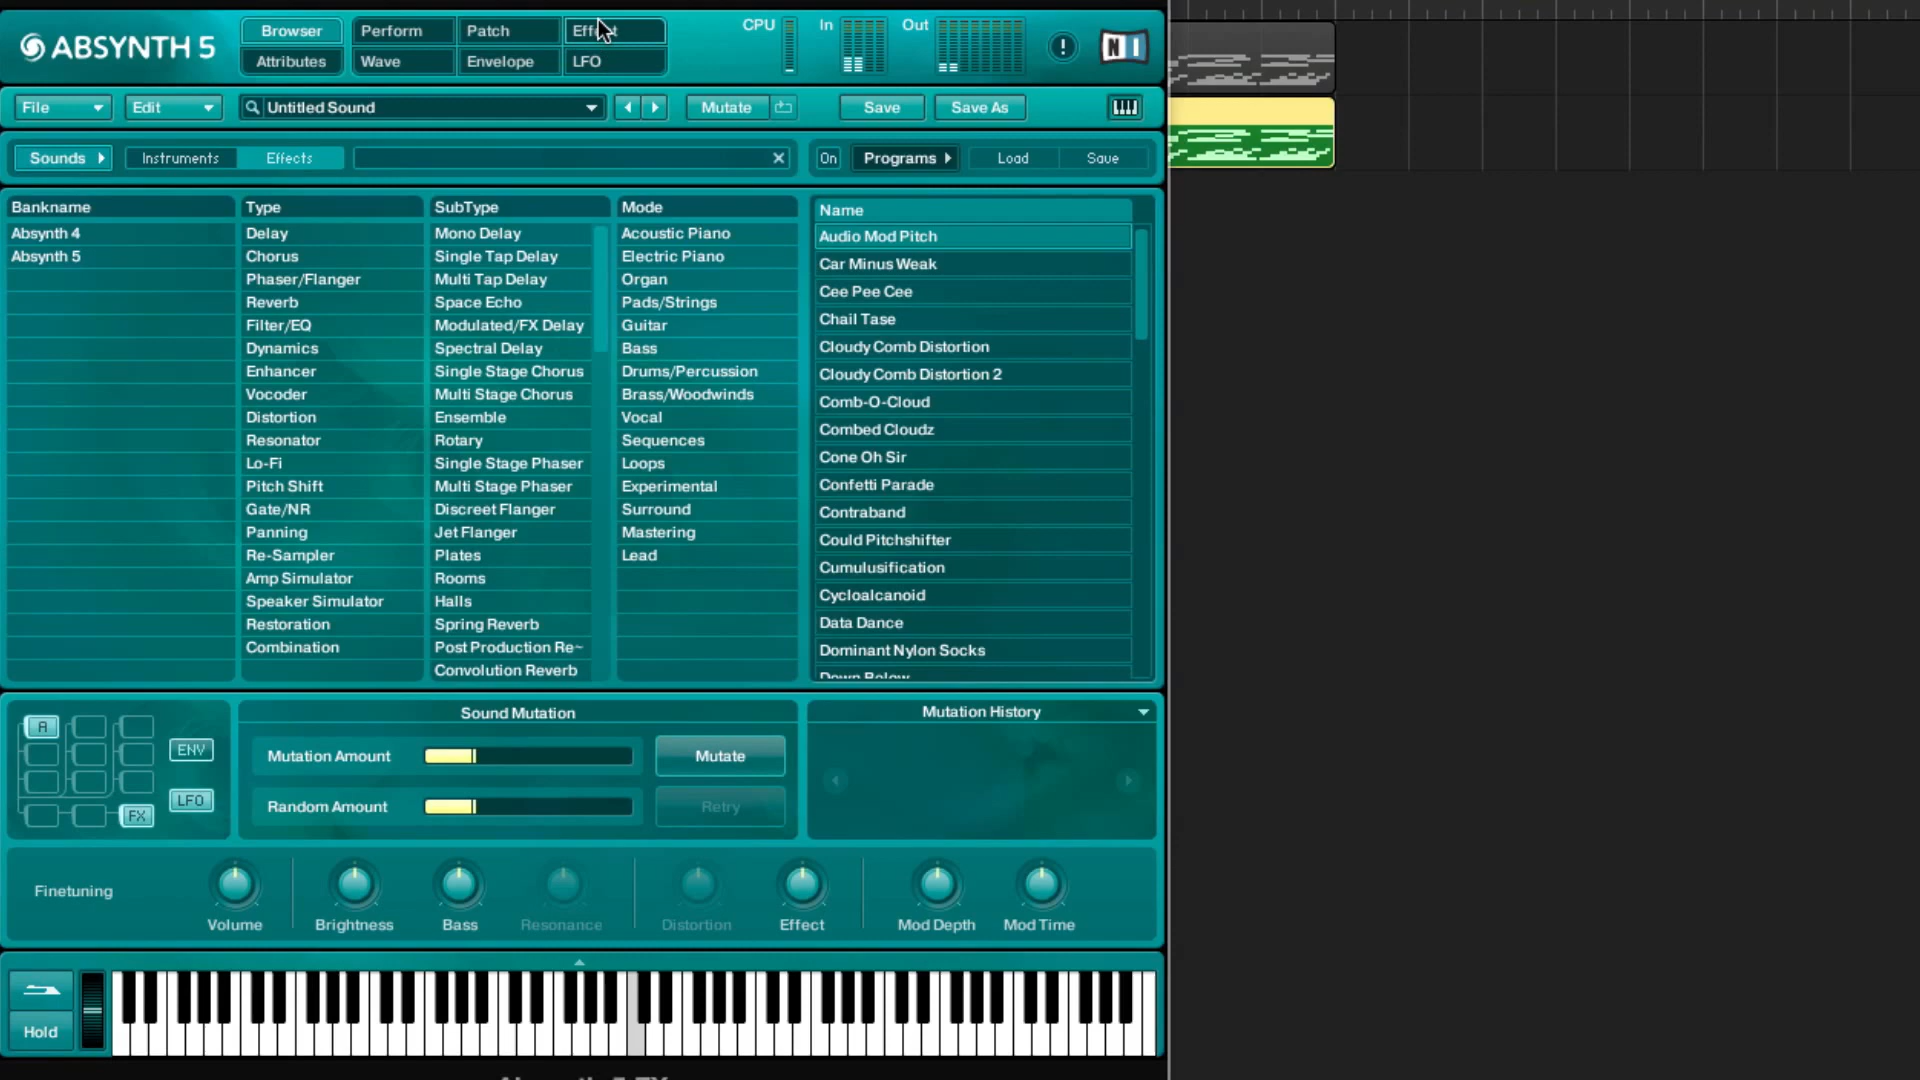 ABSYNTH 5
Browser
Perform
Patch
Attributes
Wave
Envelope
LFO
CPU
In
Out
!
NI
File
Edit
Untitled Sound
Mutate
Save
Save As
Sounds
Instruments
Effects
On
Programs
Load
Save
Bankname
Absynth 4
Absynth 5
Type
Delay
Chorus
Phaser/Flanger
Reverb
Filter/EQ
Dynamics
Enhancer
Vocoder
Distortion
Resonator
Lo-Fi
Pitch Shift
Gate/NR
Panning
Re-Sampler
Amp Simulator
Speaker Simulator
Restoration
Combination
SubType
Mono Delay
Single Tap Delay
Multi Tap Delay
Space Echo
Modulated/FX Delay
Spectral Delay
Single Stage Chorus
Multi Stage Chorus
Ensemble
Rotary
Single Stage Phaser
Multi Stage Phaser
Discreet Flanger
Jet Flanger
Plates
Rooms
Halls
Spring Reverb
Post Production Re~
Convolution Reverb
Mode
Acoustic Piano
Electric Piano
Organ
Pads/Strings
Guitar
Bass
Drums/Percussion
Brass/Woodwinds
Vocal
Sequences
Loops
Experimental
Surround
Mastering
Lead
Name
Audio Mod Pitch
Car Minus Weak
Cee Pee Cee
Chail Tase
Cloudy Comb Distortion
Cloudy Comb Distortion 2
Comb-O-Cloud
Combed Cloudz
Cone Oh Sir
Confetti Parade
Contraband
Could Pitchshifter
Cumulusification
Cycloalcanoid
Data Dance
Dominant Nylon Socks
Down Below
A
ENV
LFO
FX
Sound Mutation
Mutation Amount
Mutate
Random Amount
Retry
Mutation History
Finetuning
Volume
Brightness
Bass
Resonance
Distortion
Effect
Mod Depth
Mod Time
Hold